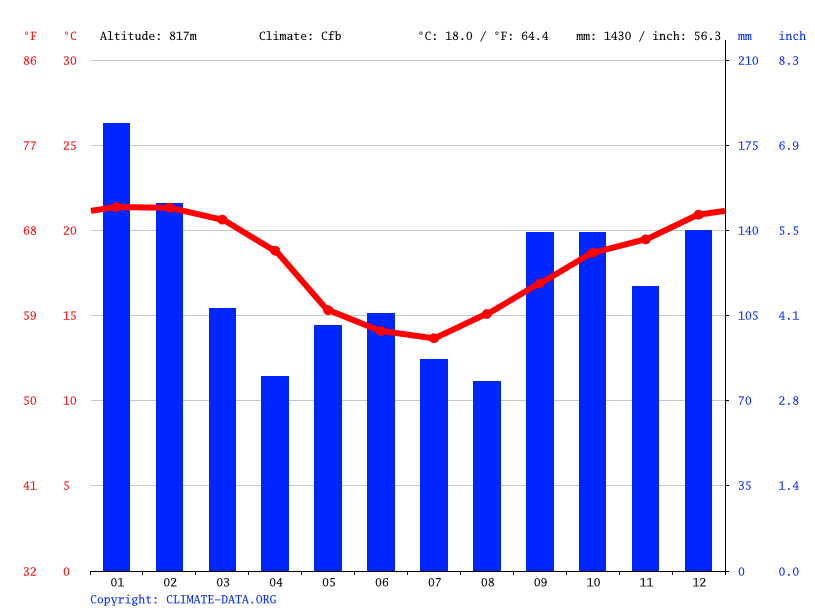 °F °C Altitude: 817m Climate: Cfb °C: 18.0 / °F: 64.4 mm: 1430 / inch: 56.3 mm inch
86 30 210 8.3
77 25 175 6.9
68 20 140 5.5
59 15 105 4.1
50 10 70 2.8
41 5 35 1.4
32 0 0 0.0
01 02 03 04 05 06 07 08 09 10 11 12
Copyright: CLIMATE-DATA.ORG